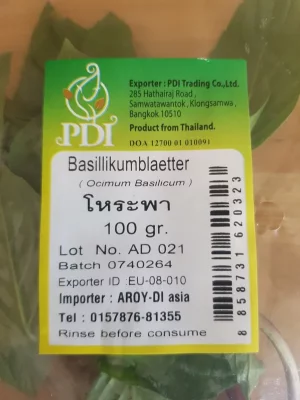 PDI
Exporter : PDI Trading Co.,Ltd.
285 Hathairaj Road ,
Samwatawantok , Klongsamwa ,
Bangkok 10510
Product from Thailand.
DOA 12700 01 010091
Basillikumblaetter
( Ocimum Basilicum )
โหระพา
100 gr.
Lot No. AD 021
Batch 0740264
Exporter ID EU-08-010
Importer : AROY-DI asia
Tel : 0157876-81355
Rinse before consume
8 858731 620323